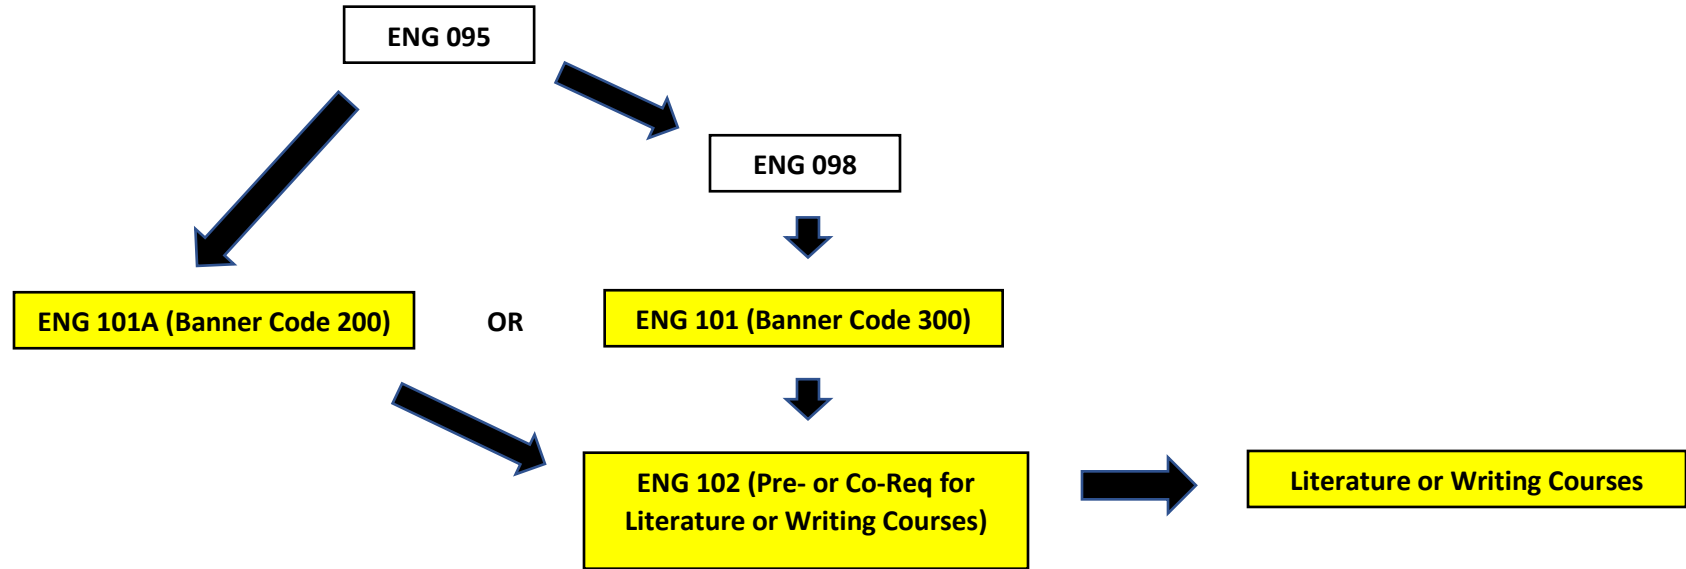 ENG 095
ENG 098
ENG 101A (Banner Code 200)
OR
ENG 101 (Banner Code 300)
ENG 102 (Pre- or Co-Req for
Literature or Writing Courses)
Literature or Writing Courses